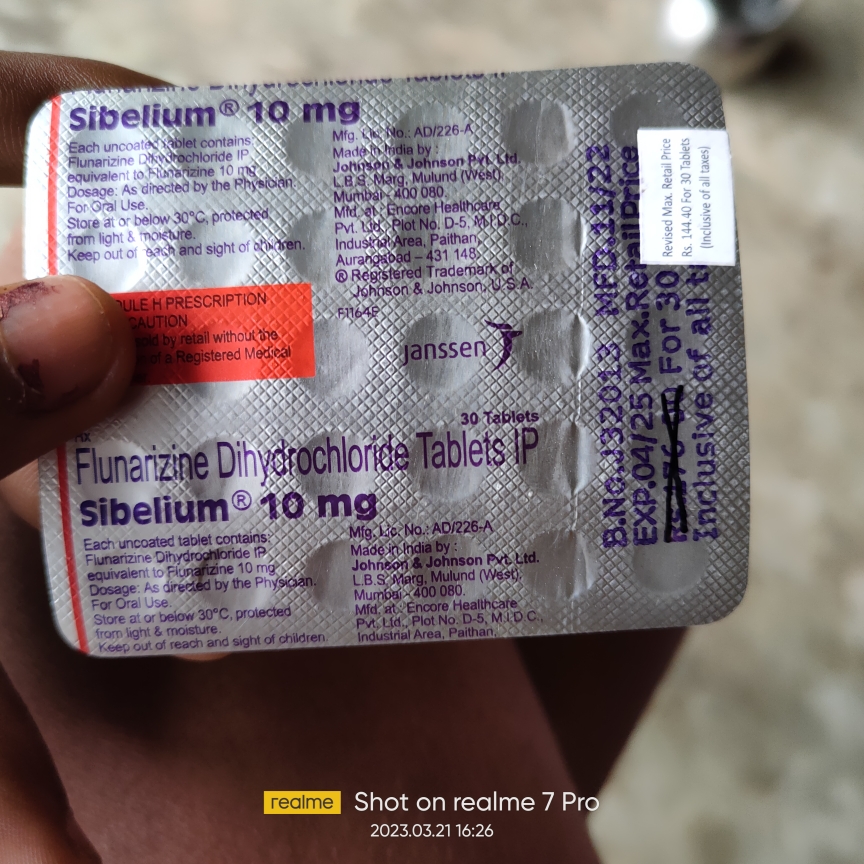 Sibelium® 10 mg
Each uncoated tablet contains:
Flunarizine Dihydrochloride IP
equivalent to Flunarizine 10 mg
Dosage: As directed by the Physician.
For Oral Use.
Store at or below 30°C, protected
from light & moisture.
Keep out of reach and sight of children.
Mfg. Lic. No.: AD/226-A
Made in India by :
Johnson & Johnson Pvt. Ltd.
L.B.S. Marg, Mulund (West),
Mumbai - 400 080.
Mfd. at : Encore Healthcare
Pvt. Ltd., Plot No. D-5, M.I.D.C.,
Industrial Area, Paithan,
Aurangabad – 431 148.
® Registered Trademark of
Johnson & Johnson, U.S.A.
F1164F
H PRESCRIPTION
CAUTION
by retail without the
of a Registered Medical
janssen
30 Tablets
Rx
Flunarizine Dihydrochloride Tablets IP
Sibelium® 10 mg
Each uncoated tablet contains:
Flunarizine Dihydrochloride IP
equivalent to Flunarizine 10 mg
Dosage: As directed by the Physician.
For Oral Use.
Store at or below 30°C, protected
from light & moisture.
Keep out of reach and sight of children.
Mfg. Lic. No.: AD/226-A
Made in India by :
Johnson & Johnson Pvt. Ltd.
L.B.S. Marg, Mulund (West),
Mumbai - 400 080.
Mfd. at : Encore Healthcare
Pvt. Ltd., Plot No. D-5, M.I.D.C.,
Industrial Area, Paithan,
B.No.J32013 MFD.11/22
EXP.04/25 Max.RetailPrice
For 30
Inclusive of all
Revised Max. Retail Price
Rs. 144.40 For 30 Tablets
(Inclusive of all taxes)
realme Shot on realme 7 Pro
2023.03.21 16:26